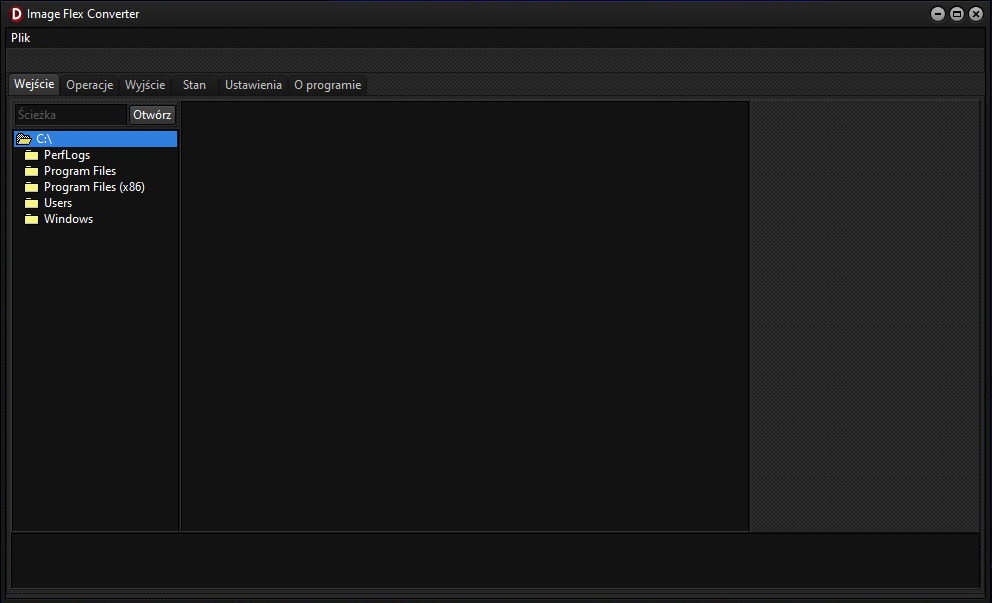 D Image Flex Converter
Plik
Wejście Operacje Wyjście Stan Ustawienia O programie
Ścieżka Otwórz
C:\
PerfLogs
Program Files
Program Files (x86)
Users
Windows